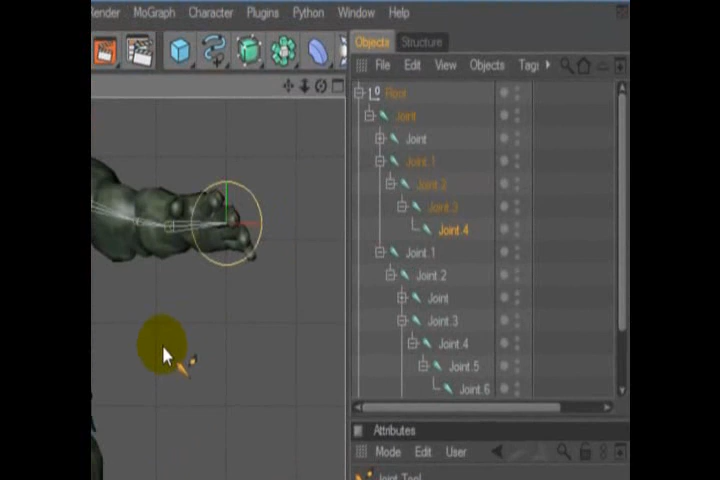 ender MoGraph Character Plugins Python Window Help
Objects Structure
File Edit View Objects Tags
Root
Joint
Joint
Joint.1
Joint.2
Joint.3
Joint.4
Joint.1
Joint.2
Joint
Joint.3
Joint.4
Joint.5
Joint.6
Attributes
Mode Edit User
Joint Tool